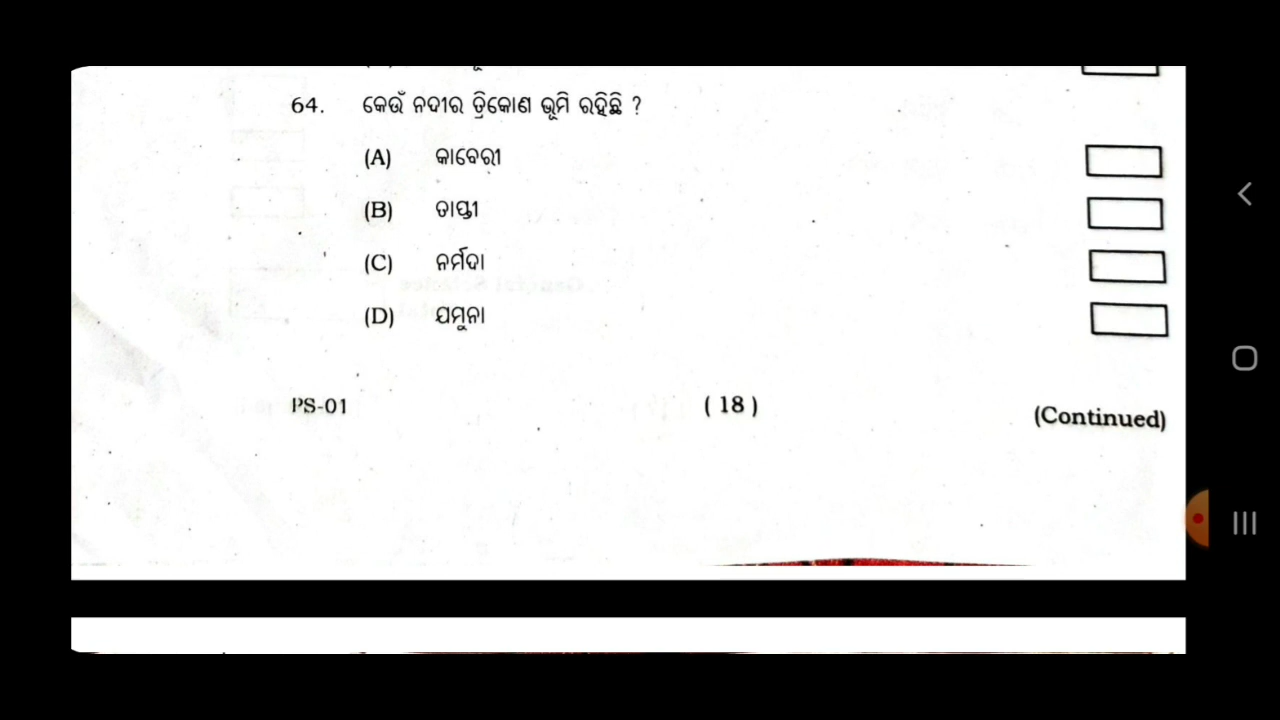 64. କେଉଁ ନଦୀର ତ୍ରିକୋଣ ଭୂମି ରହିଛି ?
(A) କାବେରୀ
(B) ତାପ୍ତୀ
(C) ନର୍ମଦା
(D) ଯମୁନା
PS-01 ( 18 ) (Continued)